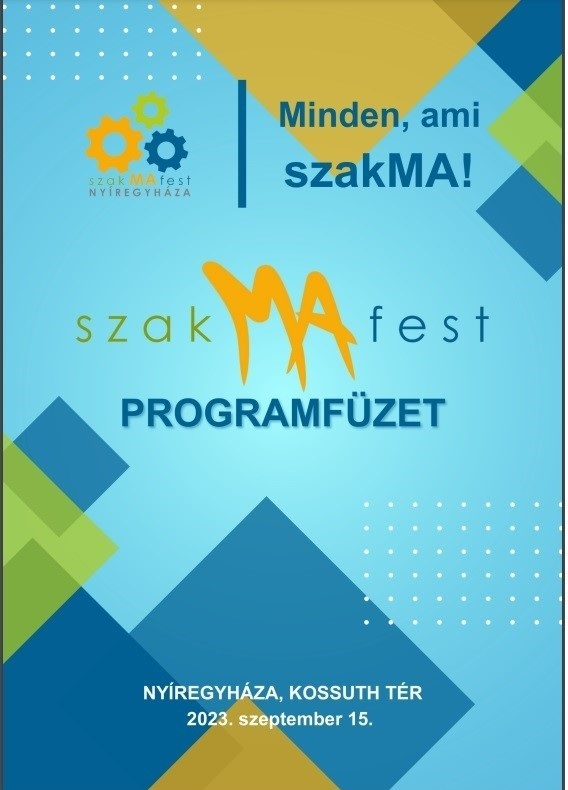 szakMAfest
NYÍREGYHÁZA
Minden, ami
szakMA!
szakMAfest
PROGRAMFÜZET
NYÍREGYHÁZA, KOSSUTH TÉR
2023. szeptember 15.